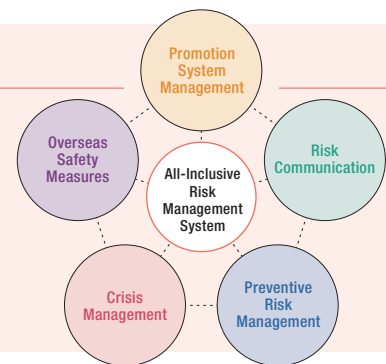 Promotion
System
Management
Overseas
Safety
Measures
Risk
Communication
All-Inclusive
Risk
Management
System
Crisis
Management
Preventive
Risk
Management